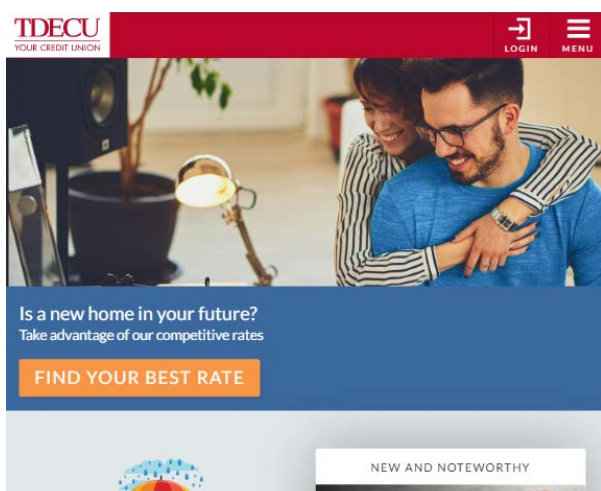 TDECU
YOUR CREDIT UNION
LOGIN
MENU
Is a new home in your future?
Take advantage of our competitive rates
FIND YOUR BEST RATE
NEW AND NOTEWORTHY